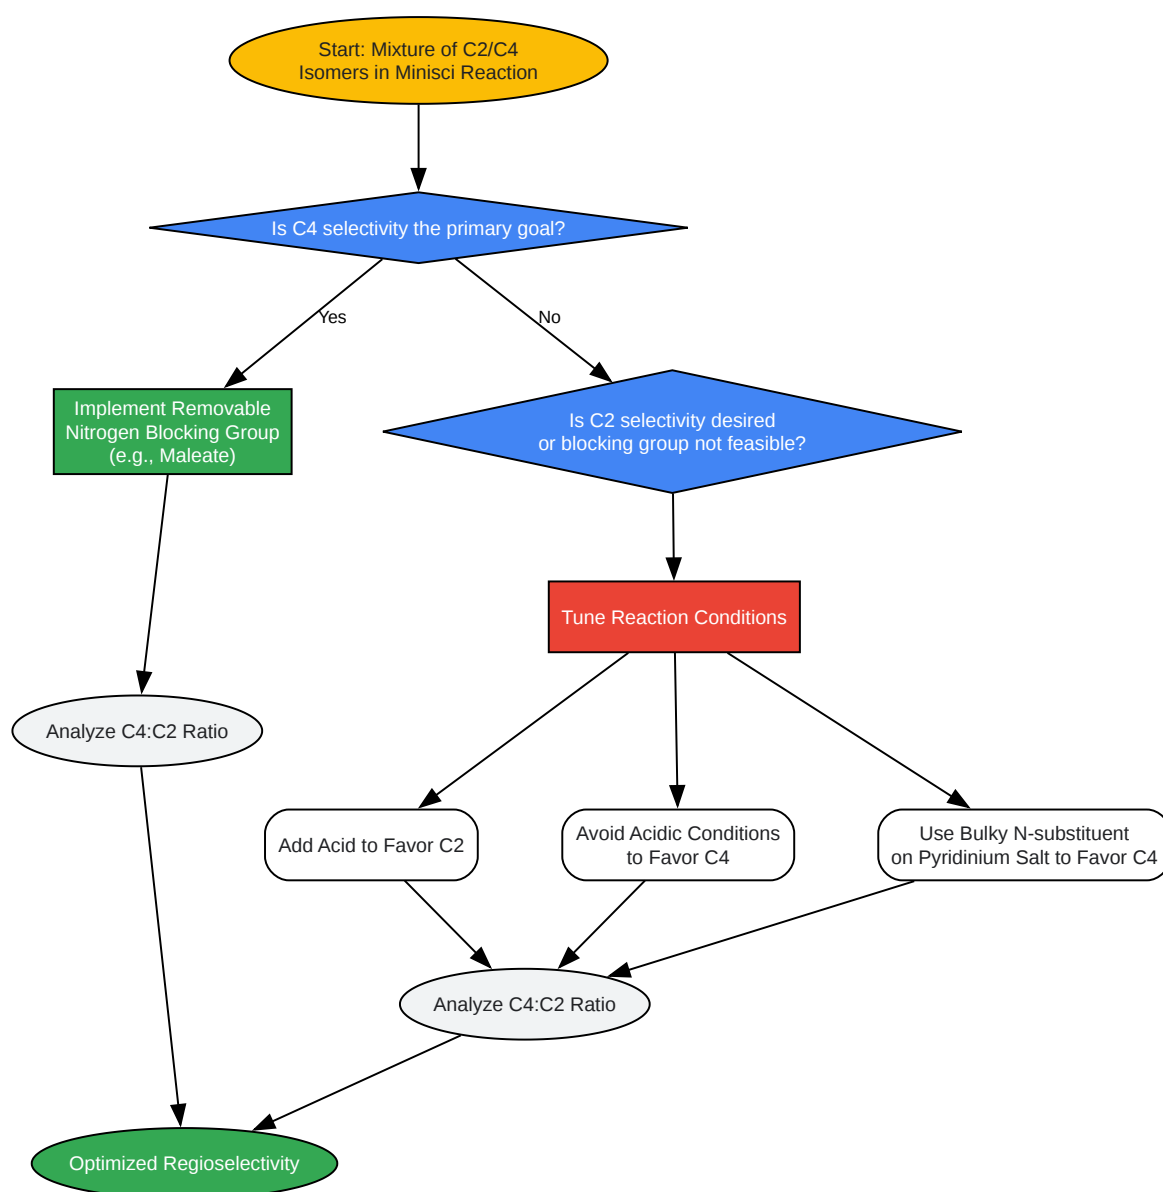 Start: Mixture of C2/C4
Isomers in Minisci Reaction
Is C4 selectivity the primary goal?
Yes
No
Implement Removable
Nitrogen Blocking Group
(e.g., Maleate)
Is C2 selectivity desired
or blocking group not feasible?
Tune Reaction Conditions
Analyze C4:C2 Ratio
Add Acid to Favor C2
Avoid Acidic Conditions
to Favor C4
Use Bulky N-substituent
on Pyridinium Salt to Favor C4
Analyze C4:C2 Ratio
Optimized Regioselectivity